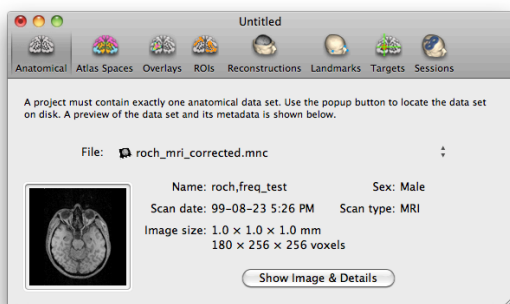 Untitled
Anatomical Atlas Spaces Overlays ROIs Reconstructions Landmarks Targets Sessions
A project must contain exactly one anatomical data set. Use the popup button to locate the data set
on disk. A preview of the data set and its metadata is shown below.
File: roch_mri_corrected.mnc
Name: roch,freq_test Sex: Male
Scan date: 99-08-23 5:26 PM Scan type: MRI
Image size: 1.0 × 1.0 × 1.0 mm
180 × 256 × 256 voxels
Show Image & Details